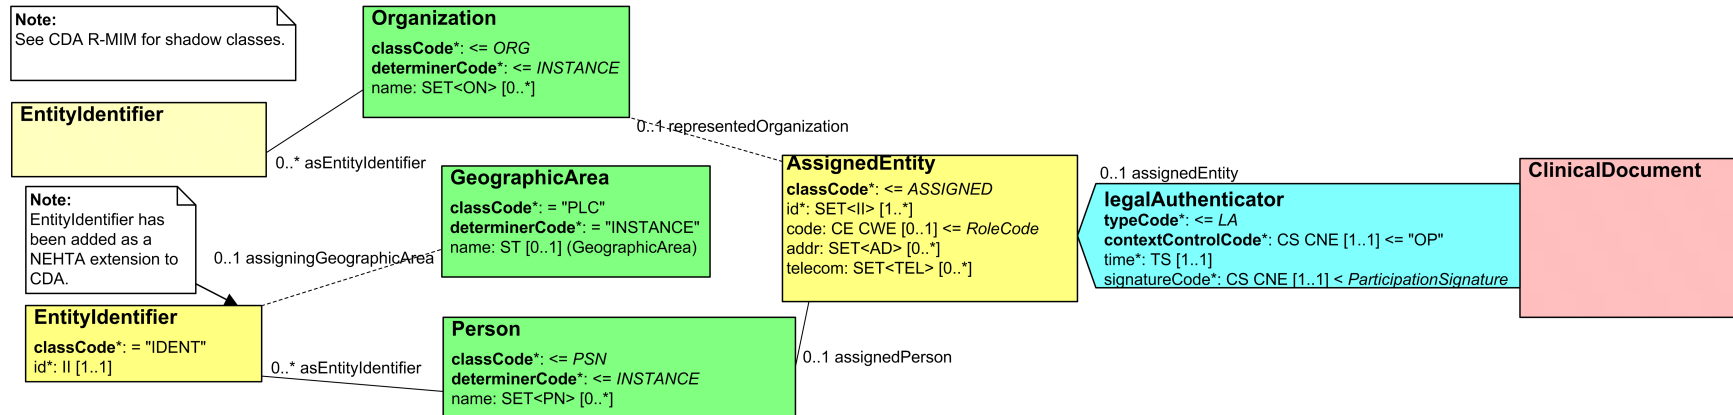 Note:
See CDA R-MIM for shadow classes.
Organization
classCode*: <= ORG
determinerCode*: <= INSTANCE
name: SET<ON> [0..*]
EntityIdentifier
0..* asEntityIdentifier
0..1 representedOrganization
GeographicArea
classCode*: = "PLC"
determinerCode*: = "INSTANCE"
name: ST [0..1] (GeographicArea)
AssignedEntity
classCode*: <= ASSIGNED
id*: SET<II> [1..*]
code: CE CWE [0..1] <= RoleCode
addr: SET<AD> [0..*]
telecom: SET<TEL> [0..*]
0..1 assignedEntity
legalAuthenticator
typeCode*: <= LA
contextControlCode*: CS CNE [1..1] <= "OP"
time*: TS [1..1]
signatureCode*: CS CNE [1..1] < ParticipationSignature
ClinicalDocument
Note:
EntityIdentifier has
been added as a
NEHTA extension to
CDA.
0..1 assigningGeographicArea
EntityIdentifier
classCode*: = "IDENT"
id*: II [1..1]
0..* asEntityIdentifier
Person
classCode*: <= PSN
determinerCode*: <= INSTANCE
name: SET<PN> [0..*]
0..1 assignedPerson